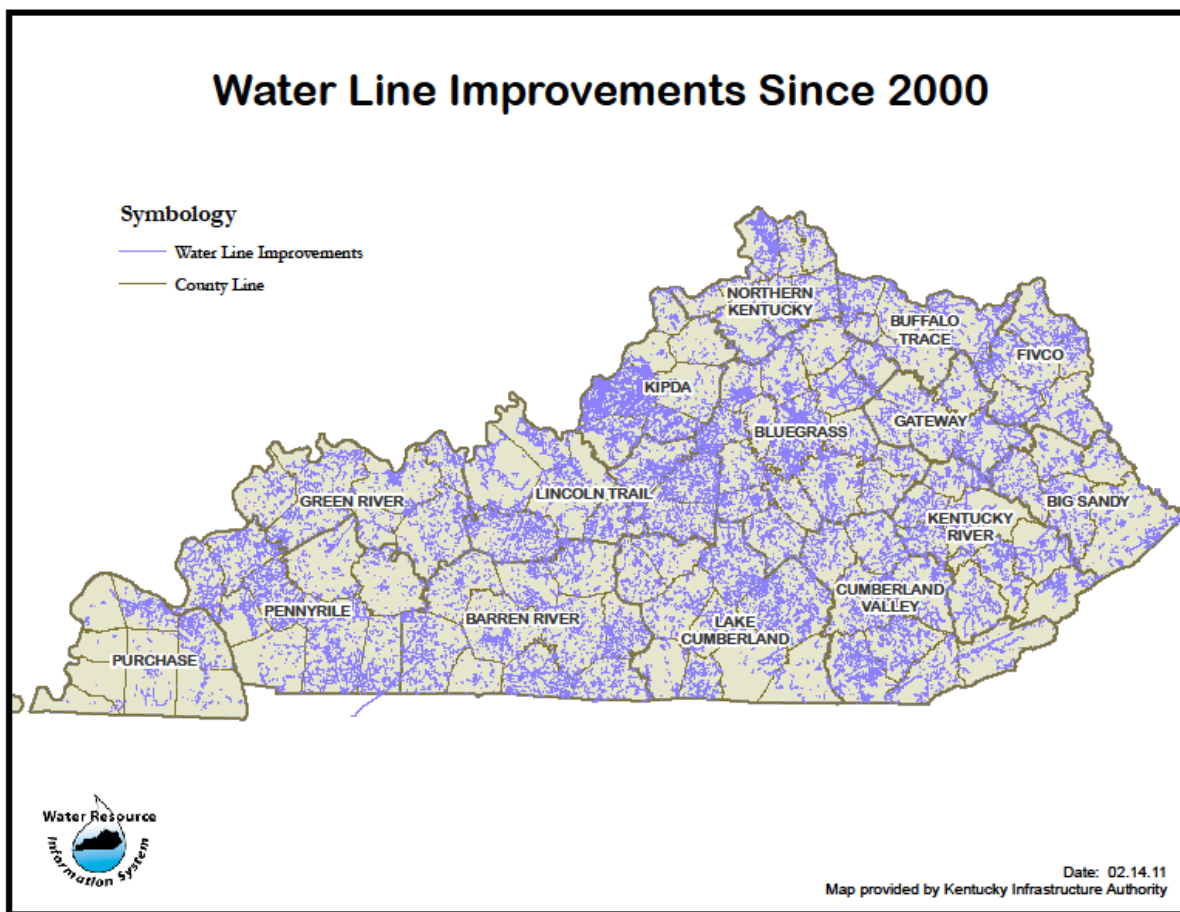 Water Line Improvements Since 2000
Symbology
Water Line Improvements
County Line
NORTHERN
KENTUCKY
BUFFALO
TRACE
FIVCO
KIPDA
GATEWAY
BLUEGRASS
LINCOLN TRAIL
GREEN RIVER
BIG SANDY
KENTUCKY
RIVER
CUMBERLAND
VALLEY
PENNYRILE
BARREN RIVER
LAKE
CUMBERLAND
PURCHASE
Water Resource
Information System
Date: 02.14.11
Map provided by Kentucky Infrastructure Authority